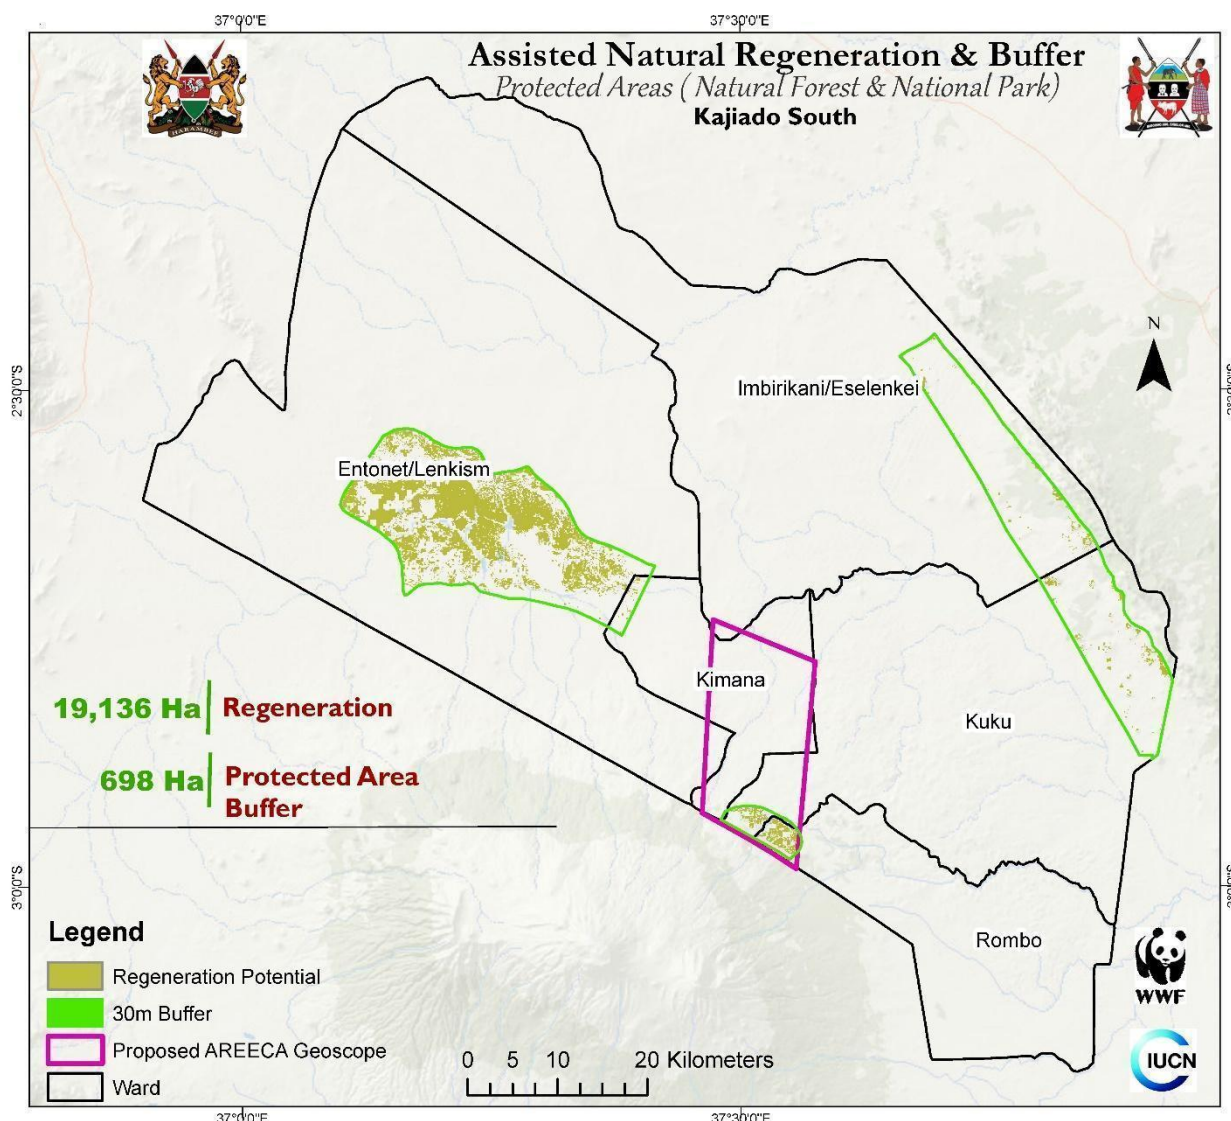 37°0'0"E
37°30'0"E
Assisted Natural Regeneration & Buffer
Protected Areas ( Natural Forest & National Park)
Kajiado South
HARAMBEE
N
2°30'0"S
Imbirikani/Eselenkei
Entonet/Lenkism
Kimana
Kuku
19,136 Ha
Regeneration
698 Ha
Protected Area
Buffer
3°0'0"S
Rombo
Legend
Regeneration Potential
30m Buffer
Proposed AREECA Geoscope
Ward
0 5 10 20 Kilometers
WWF
IUCN
37°0'0"E
37°30'0"E